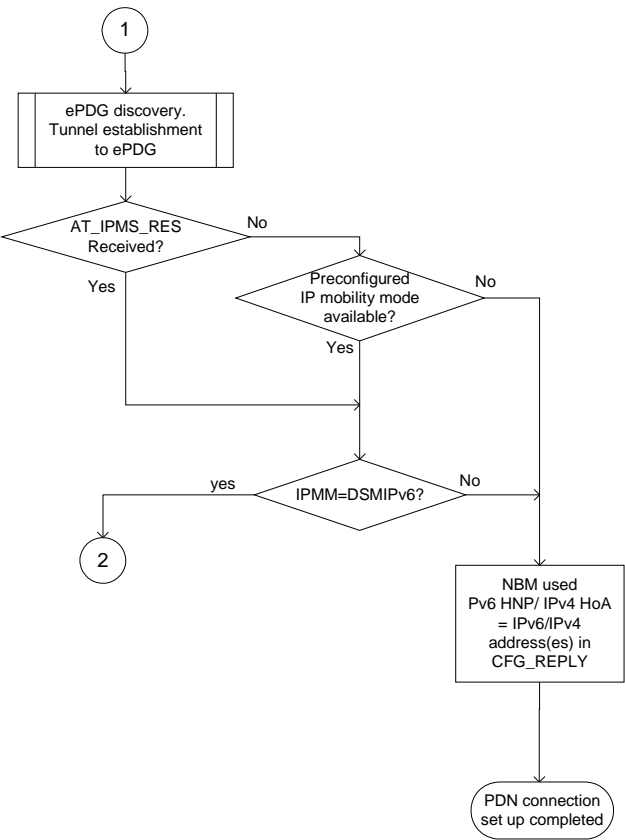 1
ePDG discovery.
Tunnel establishment
to ePDG
AT_IPMS_RES
Received?
No
Yes
Preconfigured
IP mobility mode
available?
No
Yes
IPMM=DSMIPv6?
yes
No
2
NBM used
Pv6 HNP/ IPv4 HoA
= IPv6/IPv4
address(es) in
CFG_REPLY
PDN connection
set up completed